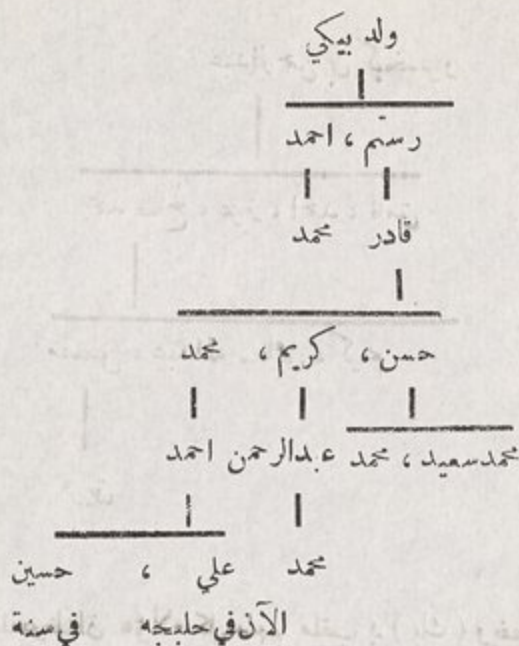 ولد بيكي
رستم ، احمد
قادر محمد
حسن ، كريم ، محمد
محمدسعيد ، محمد عبدالرحمن احمد
محمد علي ، حسين
الآن في حلبجه في سنة